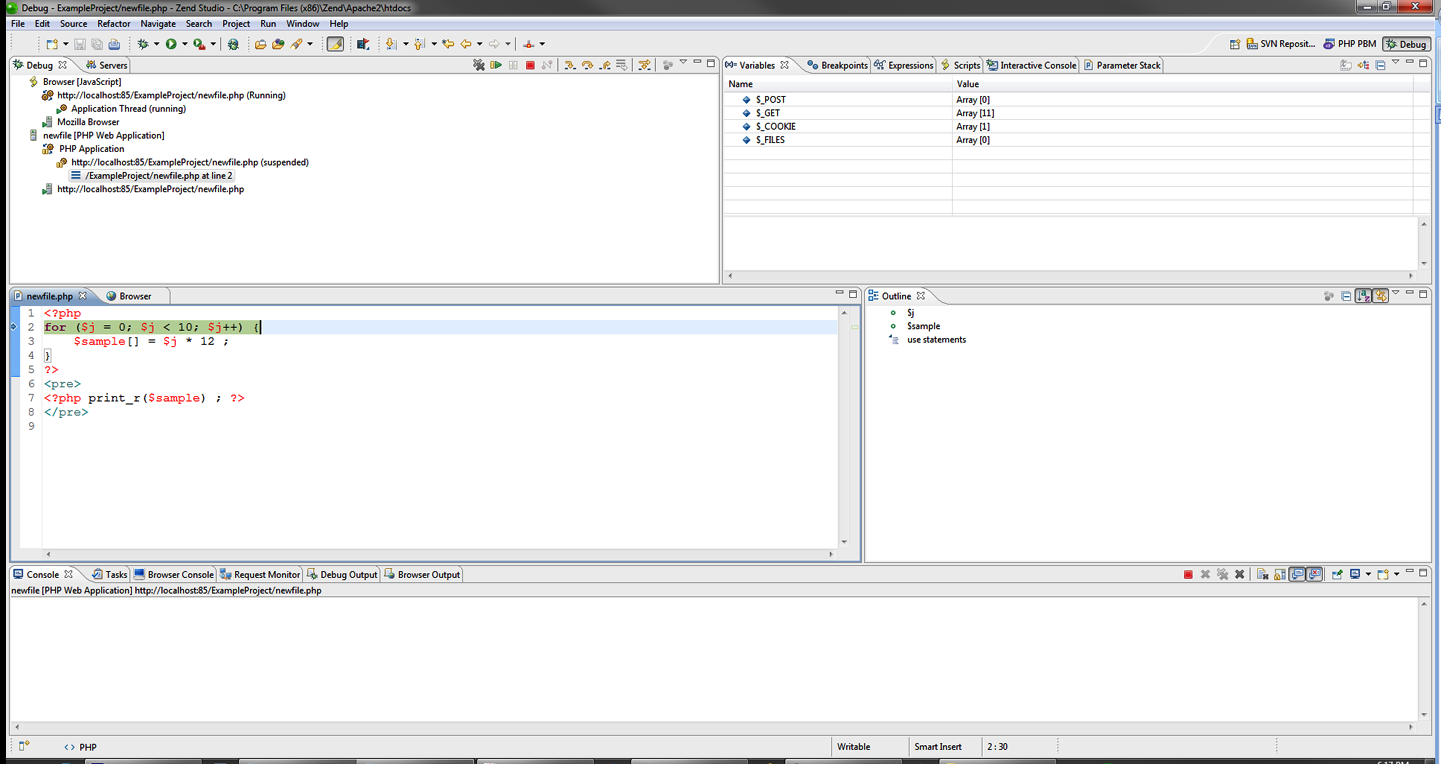 Debug - ExampleProject/newfile.php - Zend Studio - C:\Program Files (x86)\Zend\Apache2\htdocs
File Edit Source Refactor Navigate Search Project Run Window Help
SVN Reposit... PHP PBM Debug
Debug Servers
Browser [JavaScript]
http://localhost:85/ExampleProject/newfile.php (Running)
Application Thread (running)
Mozilla Browser
newfile [PHP Web Application]
PHP Application
http://localhost:85/ExampleProject/newfile.php (suspended)
/ExampleProject/newfile.php at line 2
http://localhost:85/ExampleProject/newfile.php
Variables Breakpoints Expressions Scripts Interactive Console Parameter Stack
Name Value
$_POST Array [0]
$_GET Array [11]
$_COOKIE Array [1]
$_FILES Array [0]
newfile.php Browser
1 <?php
2 for ($j = 0; $j < 10; $j++) {
3 $sample[] = $j * 12 ;
4 }
5 ?>
6 <pre>
7 <?php print_r($sample) ; ?>
8 </pre>
9
Outline
$j
$sample
use statements
Console Tasks Browser Console Request Monitor Debug Output Browser Output
newfile [PHP Web Application] http://localhost:85/ExampleProject/newfile.php
PHP Writable Smart Insert 2 : 30